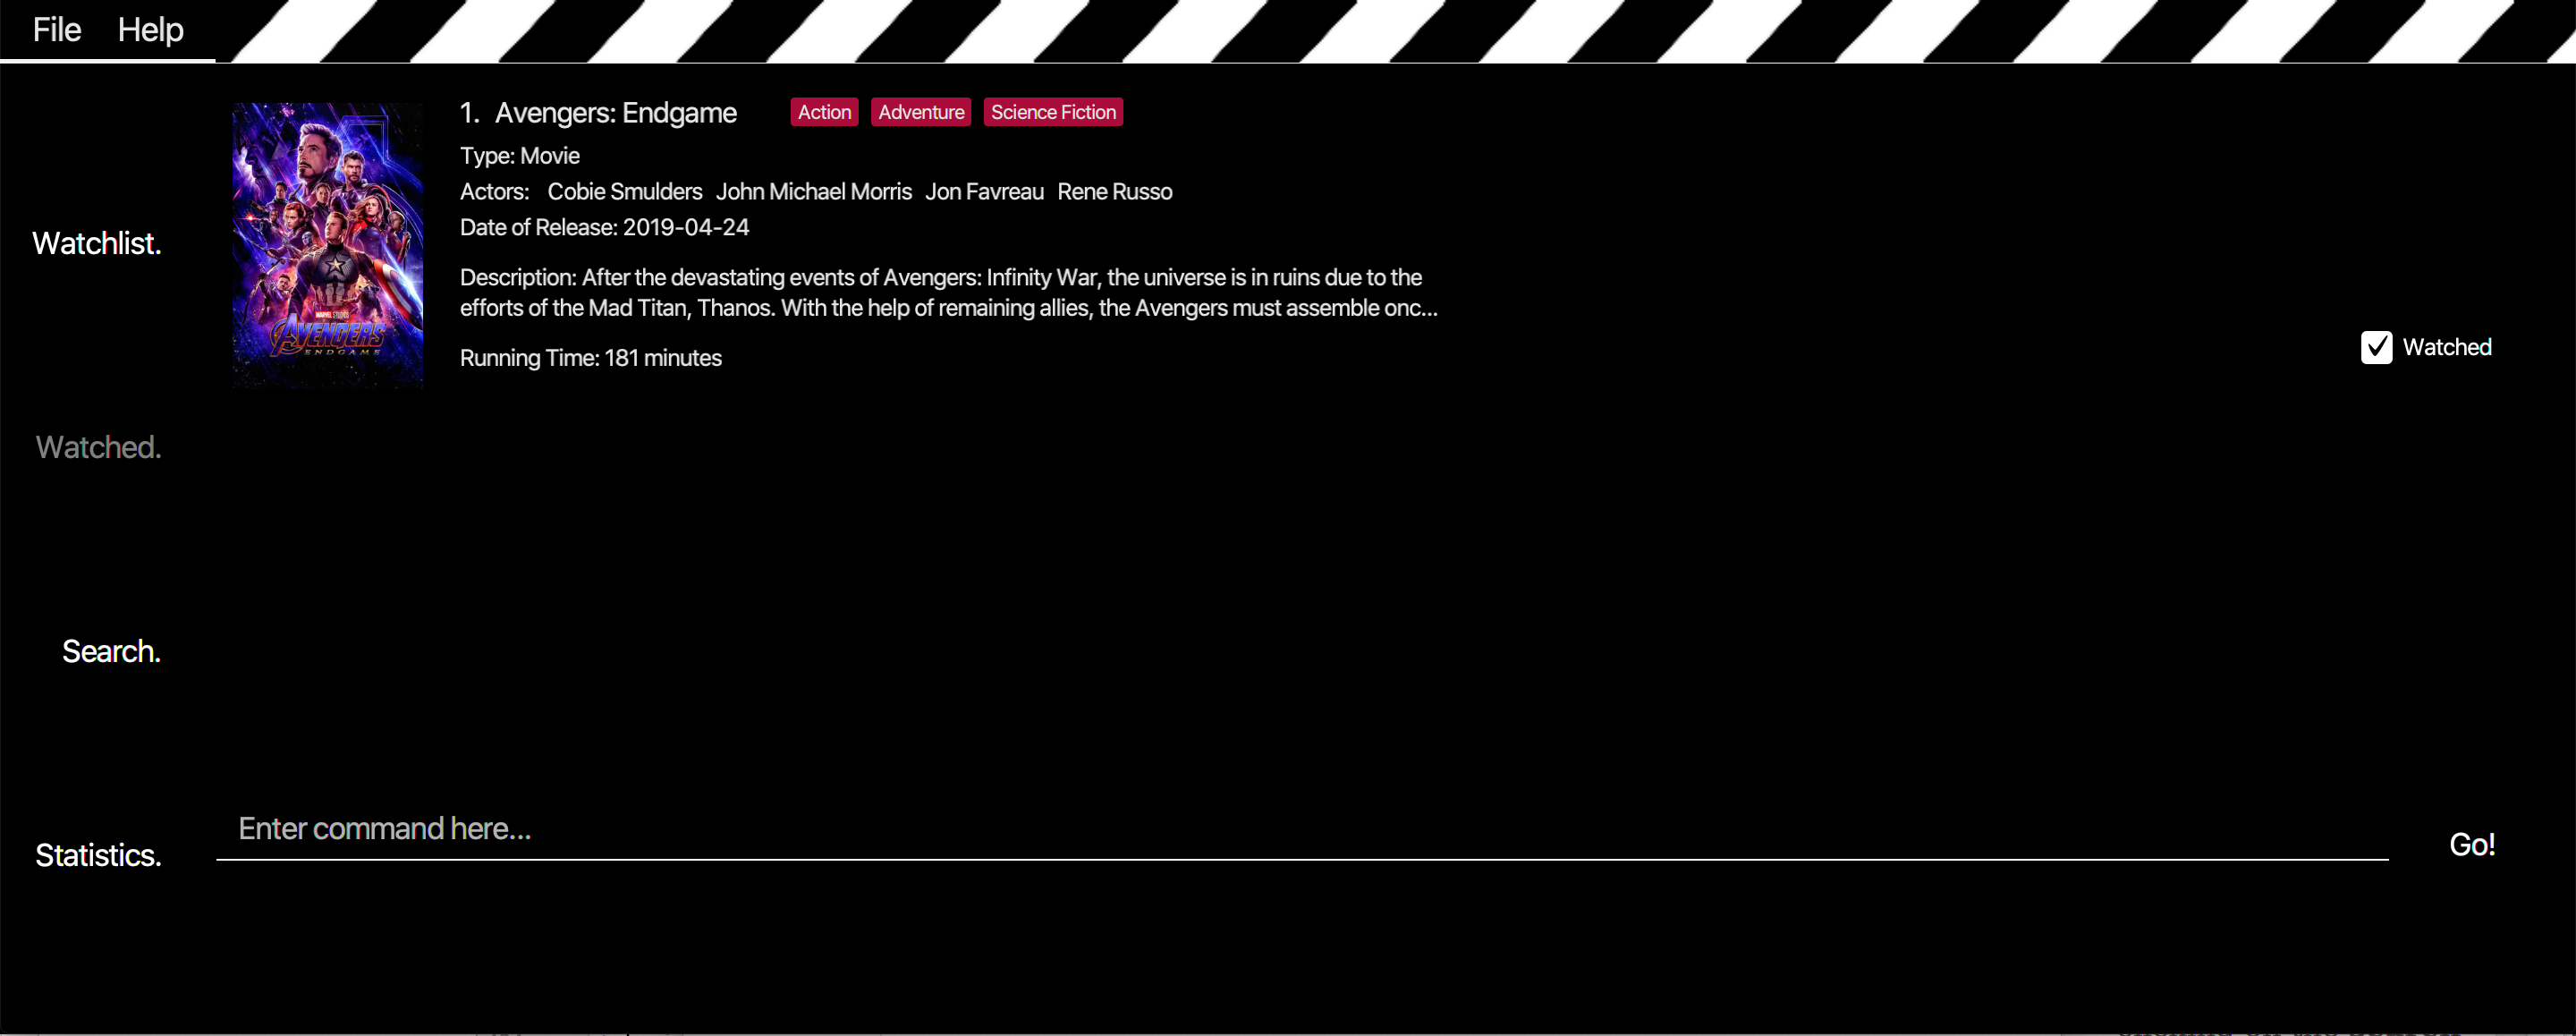 File Help
1. Avengers: Endgame Action Adventure Science Fiction
Type: Movie
Actors: Cobie Smulders John Michael Morris Jon Favreau Rene Russo
Date of Release: 2019-04-24
Description: After the devastating events of Avengers: Infinity War, the universe is in ruins due to the
efforts of the Mad Titan, Thanos. With the help of remaining allies, the Avengers must assemble onc...
Running Time: 181 minutes
MARVEL STUDIOS
AVENGERS
ENDGAME
Watched
Watchlist.
Watched.
Search.
Statistics.
Enter command here...
Go!